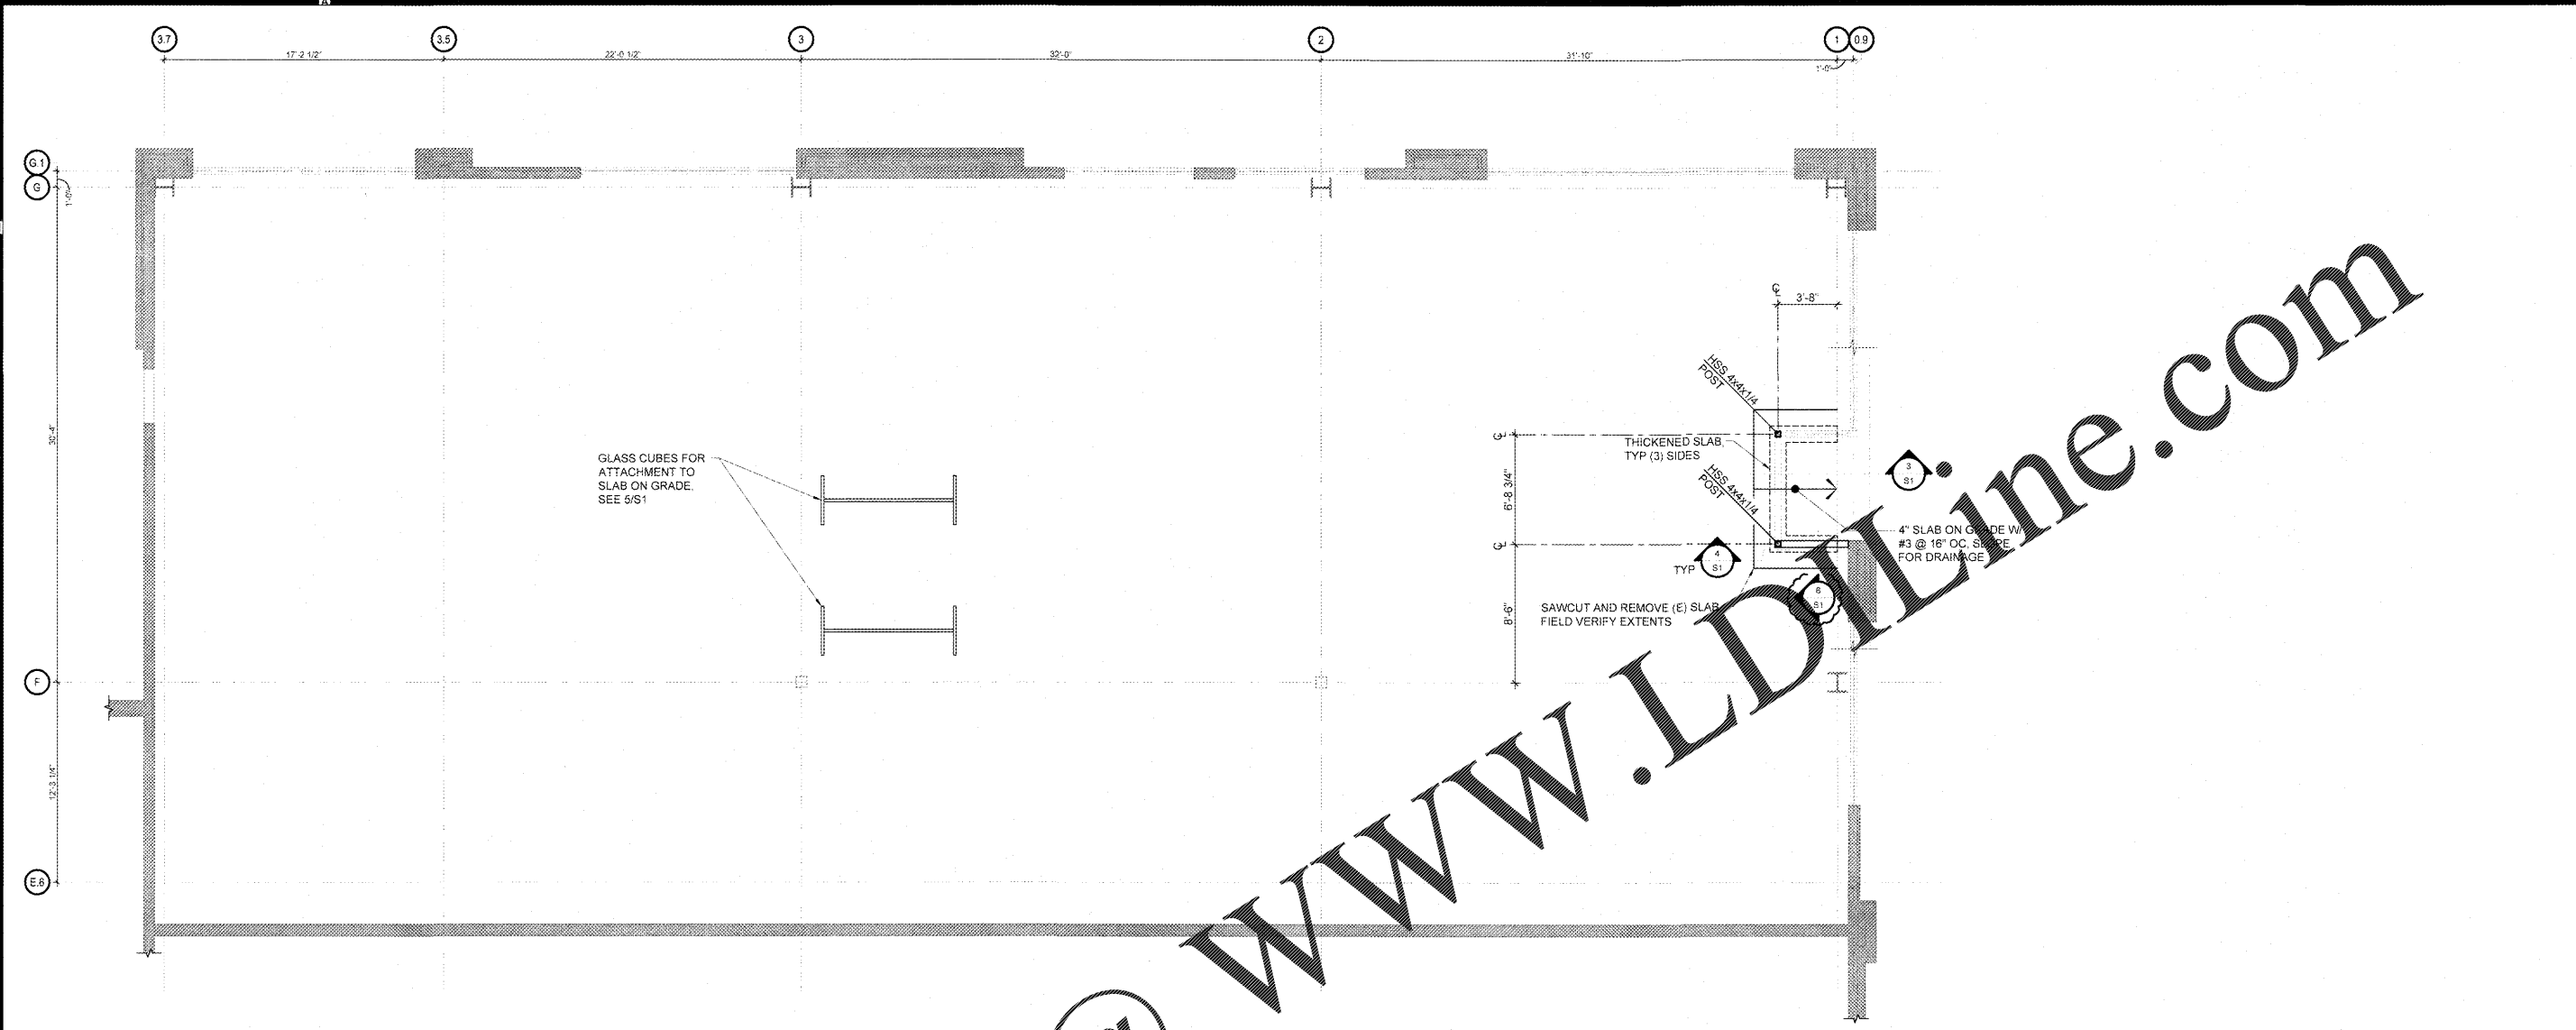 3.7
3.5
3
2
1
0.9
17'-2 1/2"
22'-0 1/2"
32'-0"
31'-10"
1'-0"
G.1
G
1'-0"
3'-8"
HSS 4x4x1/4
POST
30'-4"
GLASS CUBES FOR
ATTACHMENT TO
SLAB ON GRADE,
SEE 5/S1
THICKENED SLAB,
TYP (3) SIDES
3
S1
HSS 4x4x1/4
POST
6'-8 3/4"
4" SLAB ON GRADE W/
#3 @ 16" OC, SLOPE
FOR DRAINAGE
4
S1
TYP
6
S1
SAWCUT AND REMOVE (E) SLAB
FIELD VERIFY EXTENTS
8'-6"
F
12'-3 1/4"
E.6
www.LDILine.com